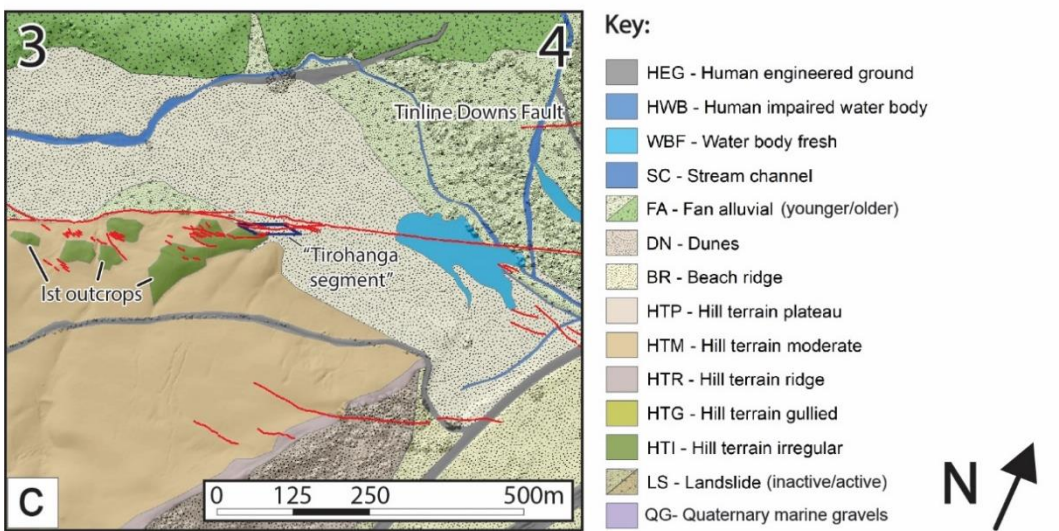 3
4
Tinline Downs Fault
"Tirohanga
segment"
lst outcrops
C
0 125 250 500m
Key:
HEG - Human engineered ground
HWB - Human impaired water body
WBF - Water body fresh
SC - Stream channel
FA - Fan alluvial (younger/older)
DN - Dunes
BR - Beach ridge
HTP - Hill terrain plateau
HTM - Hill terrain moderate
HTR - Hill terrain ridge
HTG - Hill terrain gullied
HTI - Hill terrain irregular
LS - Landslide (inactive/active)
QG- Quaternary marine gravels
N